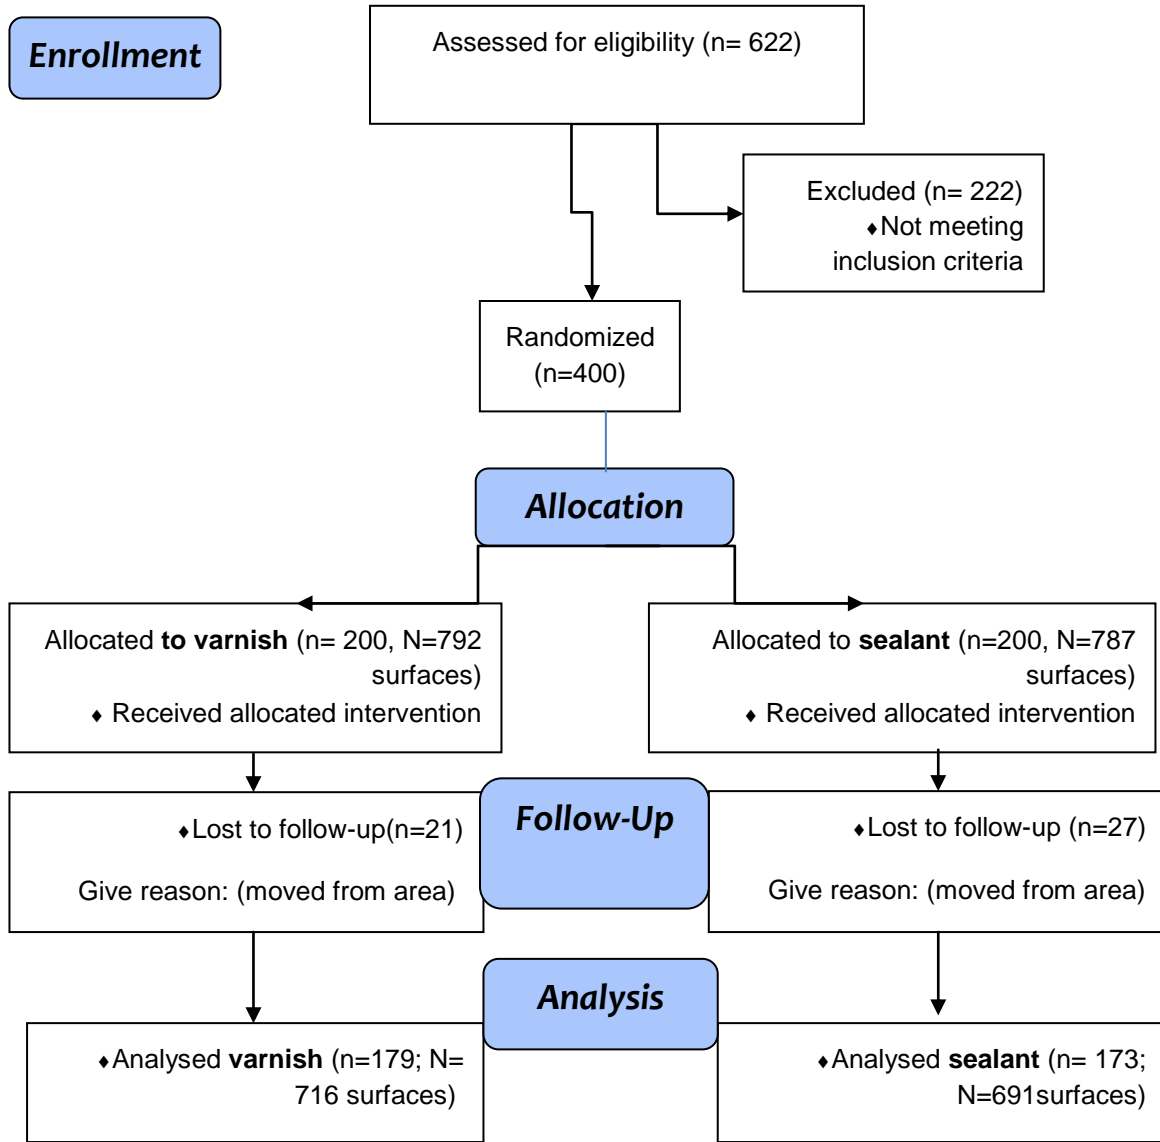 Enrollment
Assessed for eligibility (n= 622)
Excluded (n= 222)
♦Not meeting
inclusion criteria
Randomized
(n=400)
Allocation
Allocated to varnish (n= 200, N=792
surfaces)
♦ Received allocated intervention
Allocated to sealant (n=200, N=787
surfaces)
♦ Received allocated intervention
Follow-Up
♦Lost to follow-up(n=21)
Give reason: (moved from area)
♦Lost to follow-up (n=27)
Give reason: (moved from area)
Analysis
♦Analysed varnish (n=179; N=
716 surfaces)
♦Analysed sealant (n= 173;
N=691surfaces)